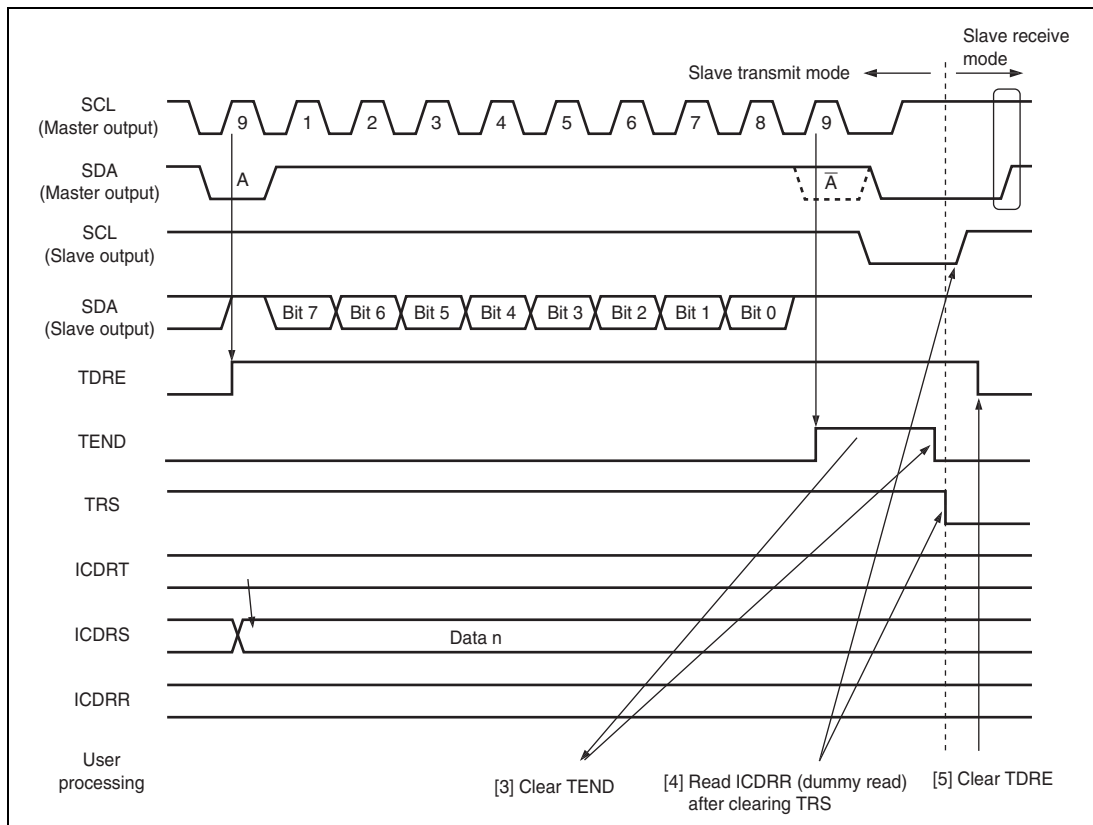 Slave receive
mode
Slave transmit mode
SCL
(Master output)
9 1 2 3 4 5 6 7 8 9
SDA
(Master output)
A A̅
SCL
(Slave output)
SDA
(Slave output)
Bit 7 Bit 6 Bit 5 Bit 4 Bit 3 Bit 2 Bit 1 Bit 0
TDRE
TEND
TRS
ICDRT
ICDRS
Data n
ICDRR
User
processing
[3] Clear TEND
[4] Read ICDRR (dummy read)
after clearing TRS
[5] Clear TDRE